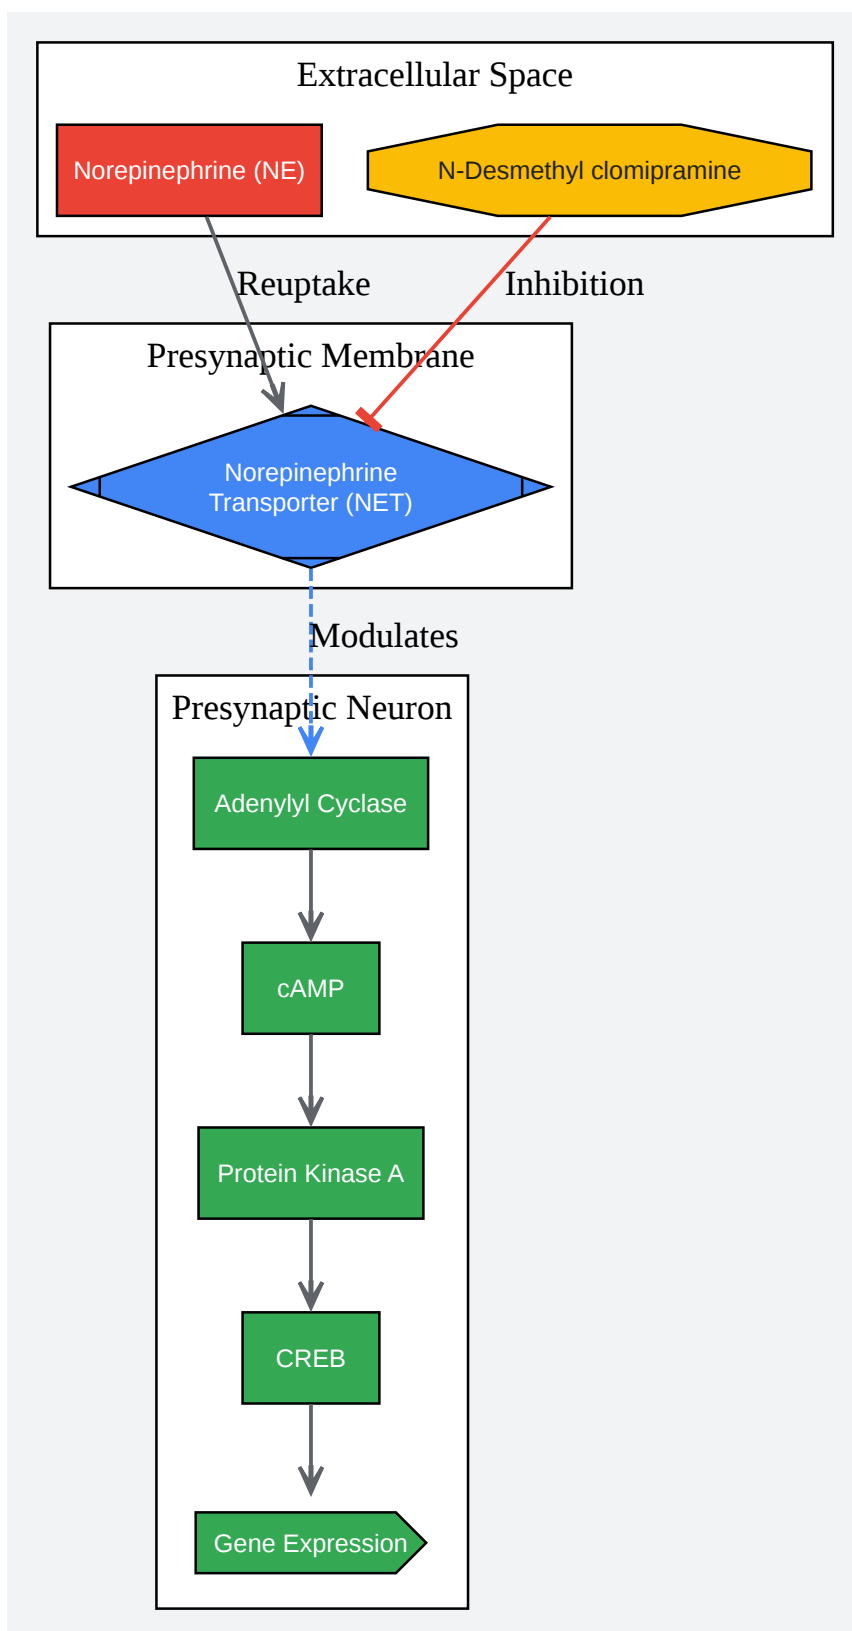 Extracellular Space
Norepinephrine (NE)
N-Desmethyl clomipramine
Reuptake
Inhibition
Presynaptic Membrane
Norepinephrine
Transporter (NET)
Modulates
Presynaptic Neuron
Adenylyl Cyclase
cAMP
Protein Kinase A
CREB
Gene Expression